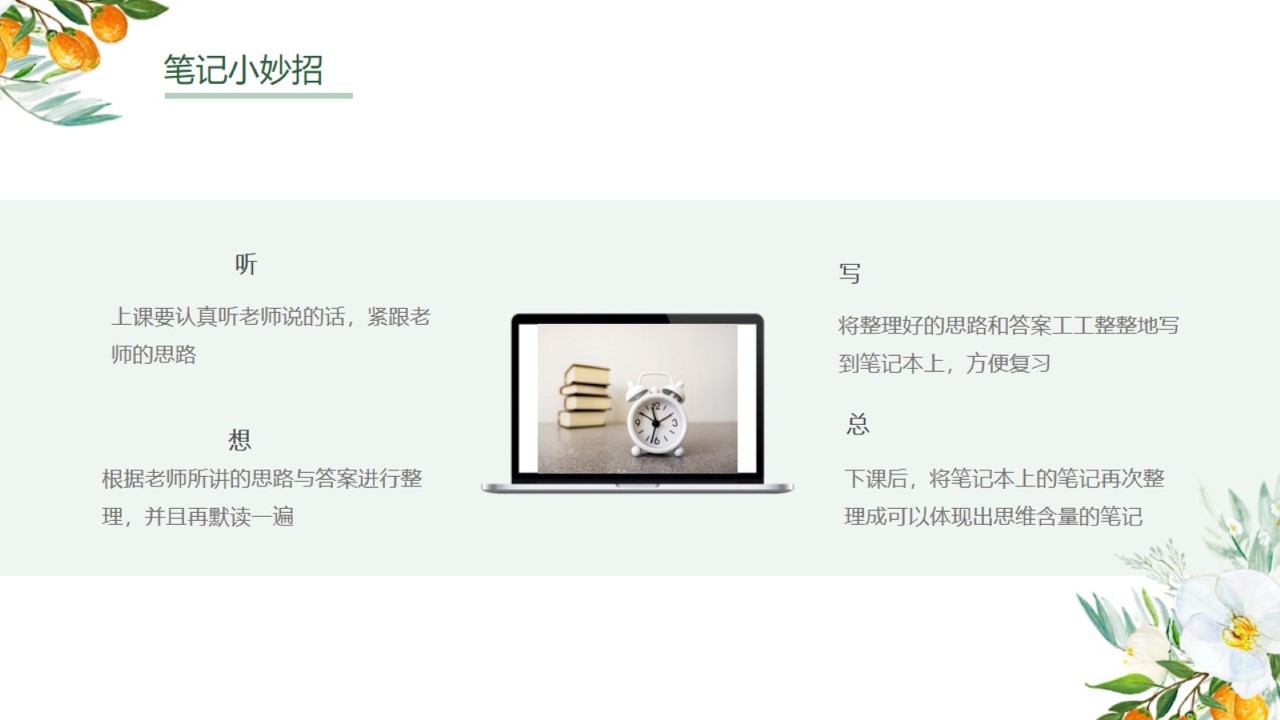 笔记小妙招
听
上课要认真听老师说的话，紧跟老
师的思路
想
根据老师所讲的思路与答案进行整
理，并且再默读一遍
写
将整理好的思路和答案工工整整地写
到笔记本上，方便复习
总
下课后，将笔记本上的笔记再次整
理成可以体现出思维含量的笔记